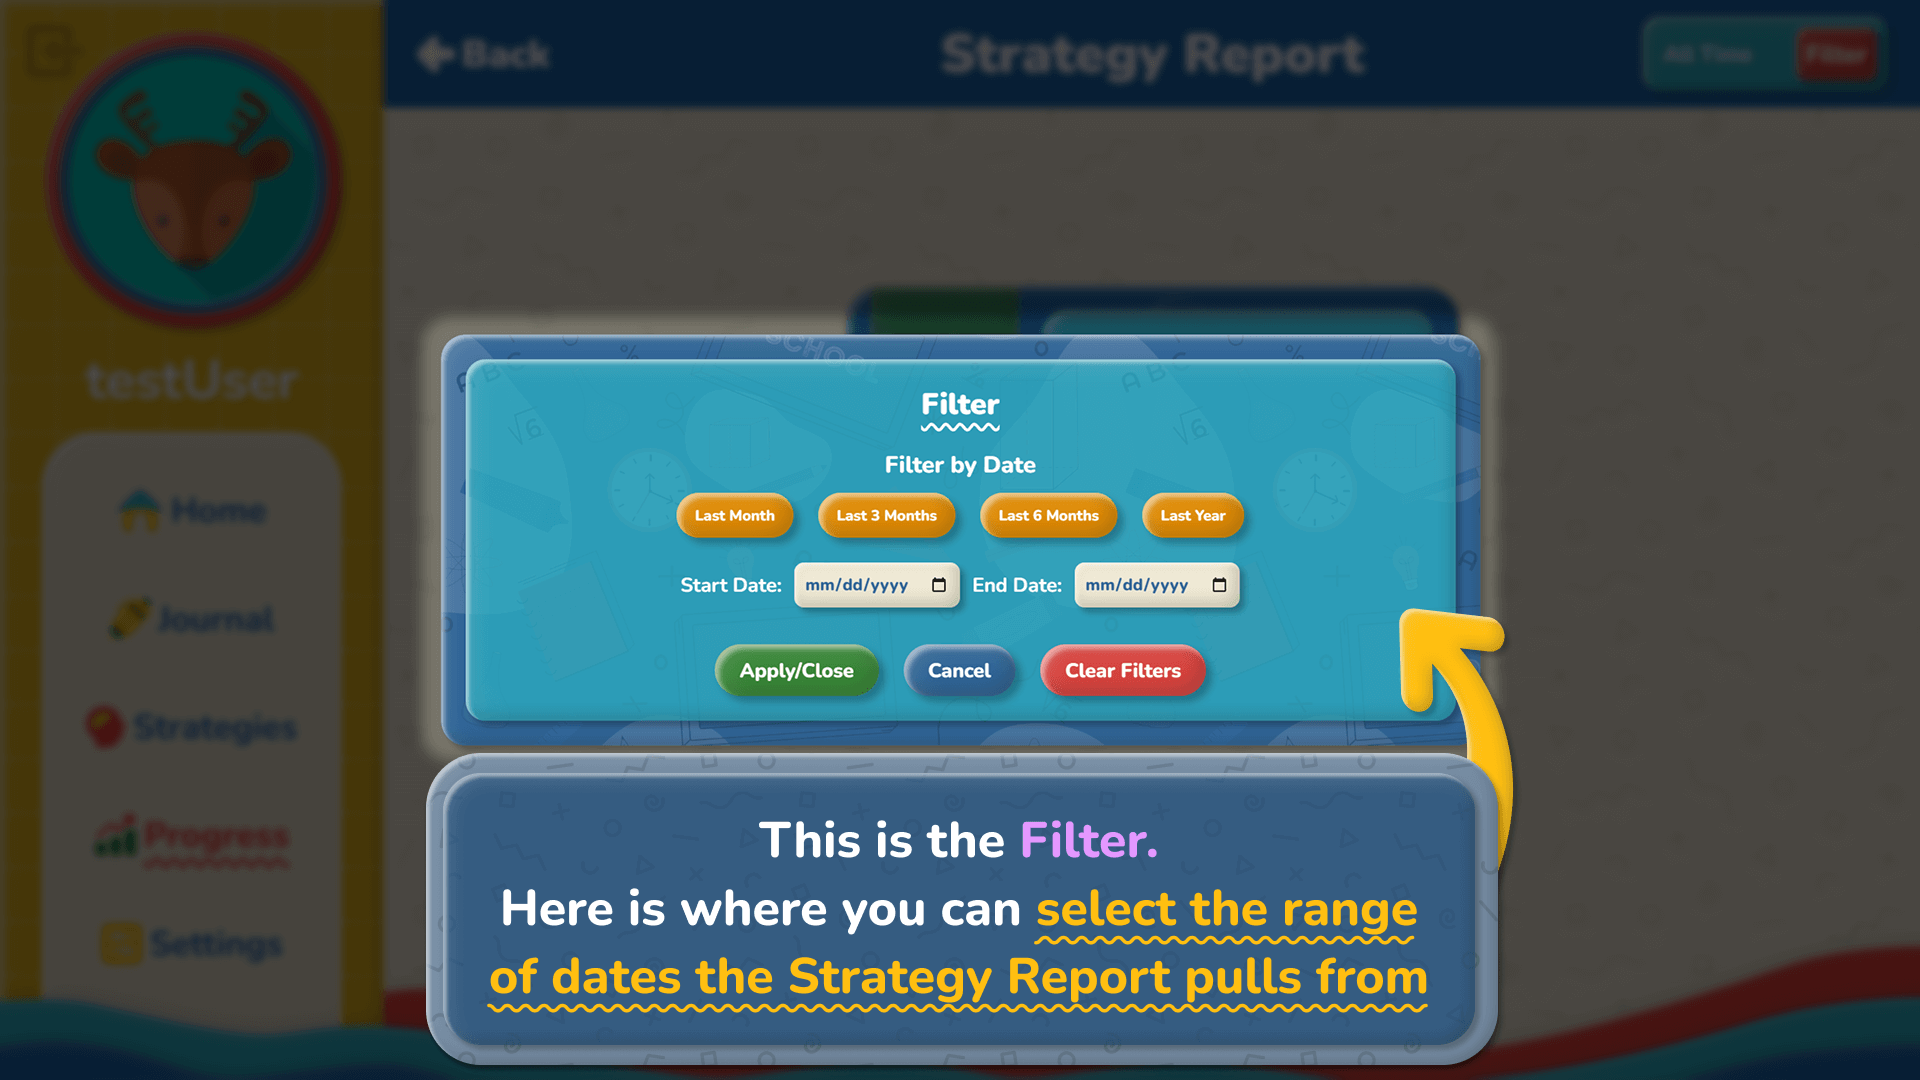 Back
Strategy Report
All Time
Filter
testUser
Home
Journal
Strategies
Progress
Settings
Filter
Filter by Date
Last Month
Last 3 Months
Last 6 Months
Last Year
Start Date: mm/dd/yyyy End Date: mm/dd/yyyy
Apply/Close
Cancel
Clear Filters
This is the Filter.
Here is where you can select the range
of dates the Strategy Report pulls from